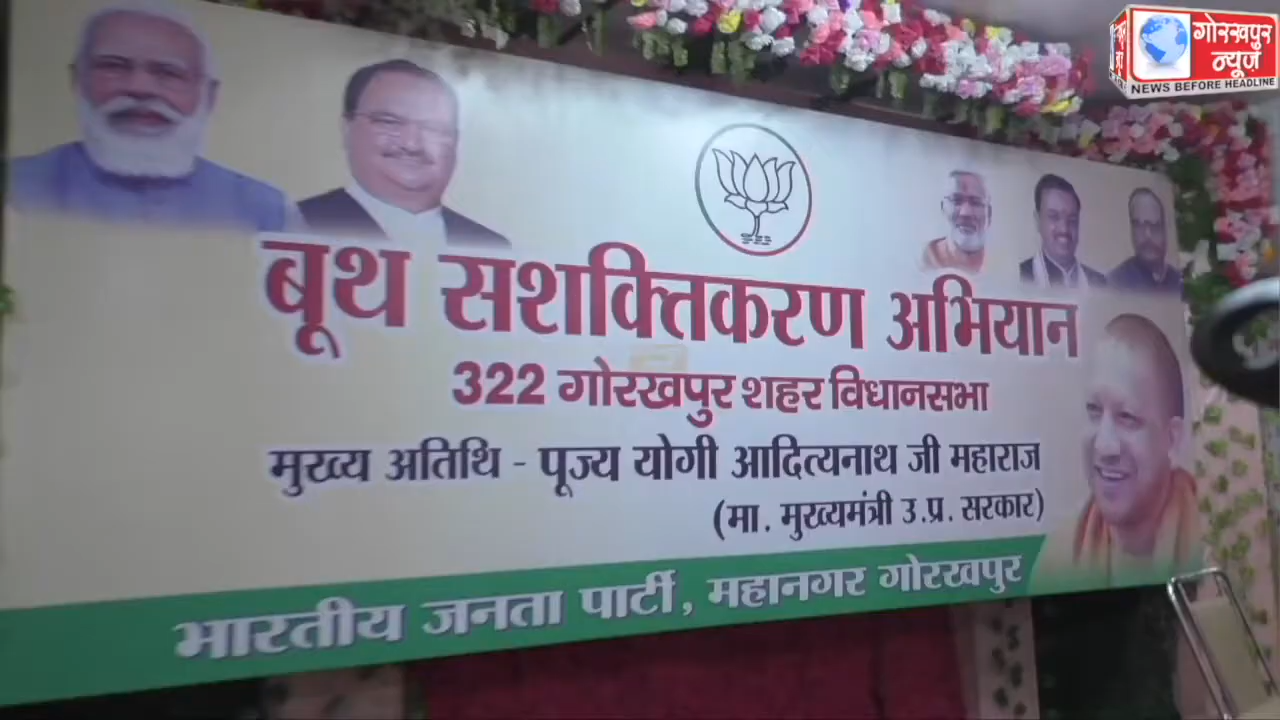 गोरखपुर
न्यूज़
NEWS BEFORE HEADLINE
बूथ सशक्तिकरण अभियान
322 गोरखपुर शहर विधानसभा
मुख्य अतिथि - पूज्य योगी आदित्यनाथ जी महाराज
(मा. मुख्यमंत्री उ.प्र. सरकार)
भारतीय जनता पार्टी, महानगर गोरखपुर